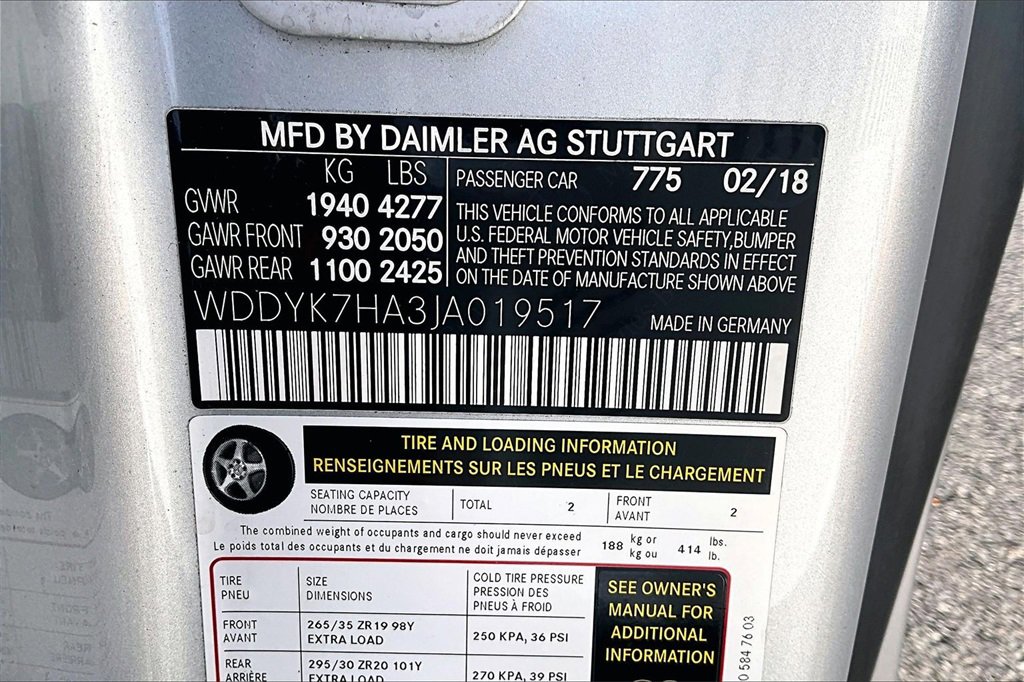 MFD BY DAIMLER AG STUTTGART
KG LBS
GVWR 1940 4277
GAWR FRONT 930 2050
GAWR REAR 1100 2425
PASSENGER CAR 775 02/18
THIS VEHICLE CONFORMS TO ALL APPLICABLE
U.S. FEDERAL MOTOR VEHICLE SAFETY,BUMPER
AND THEFT PREVENTION STANDARDS IN EFFECT
ON THE DATE OF MANUFACTURE SHOWN ABOVE
WDDYK7HA3JA019517
MADE IN GERMANY
TIRE AND LOADING INFORMATION
RENSEIGNEMENTS SUR LES PNEUS ET LE CHARGEMENT
SEATING CAPACITY
NOMBRE DE PLACES
TOTAL 2
FRONT
AVANT
2
The combined weight of occupants and cargo should never exceed
Le poids total des occupants et du chargement ne doit jamais dépasser
188 kg or
kg ou
414 lbs.
lb.
TIRE
PNEU
SIZE
DIMENSIONS
COLD TIRE PRESSURE
PRESSION DES
PNEUS À FROID
FRONT
AVANT
265/35 ZR19 98Y
EXTRA LOAD
250 KPA, 36 PSI
REAR
ARRIÈRE
295/30 ZR20 101Y
EXTRA LOAD
270 KPA, 39 PSI
SEE OWNER'S
MANUAL FOR
ADDITIONAL
INFORMATION
0 584 76 03